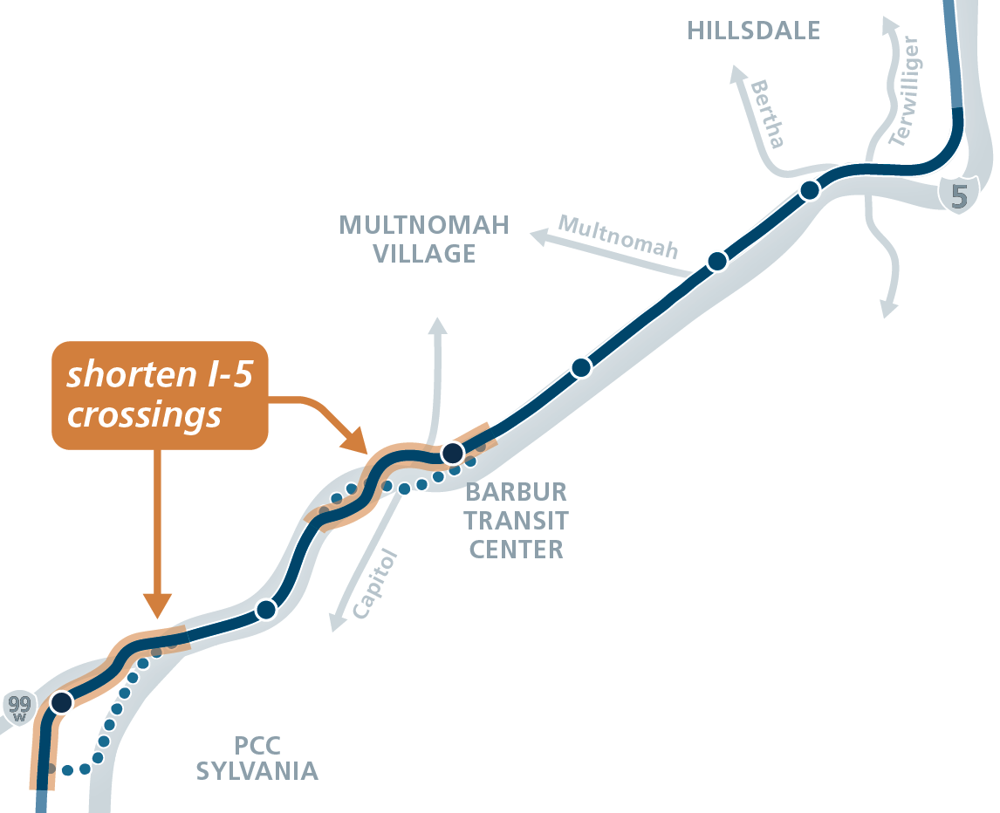 HILLSDALE
Bertha
Terwilliger
5
MULTNOMAH
VILLAGE
Multnomah
shorten I-5
crossings
BARBUR
TRANSIT
CENTER
Capitol
99
W
PCC
SYLVANIA